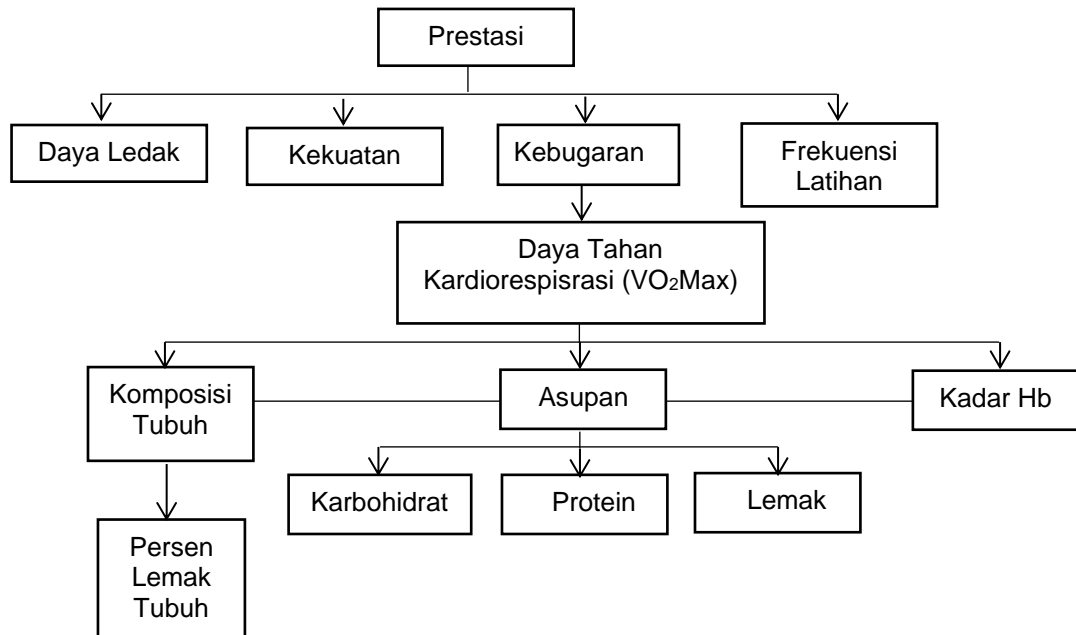 Prestasi
Daya Ledak
Kekuatan
Kebugaran
Frekuensi
Latihan
Daya Tahan
Kardiorespisrasi (VO₂Max)
Komposisi
Tubuh
Asupan
Kadar Hb
Karbohidrat
Protein
Lemak
Persen
Lemak
Tubuh